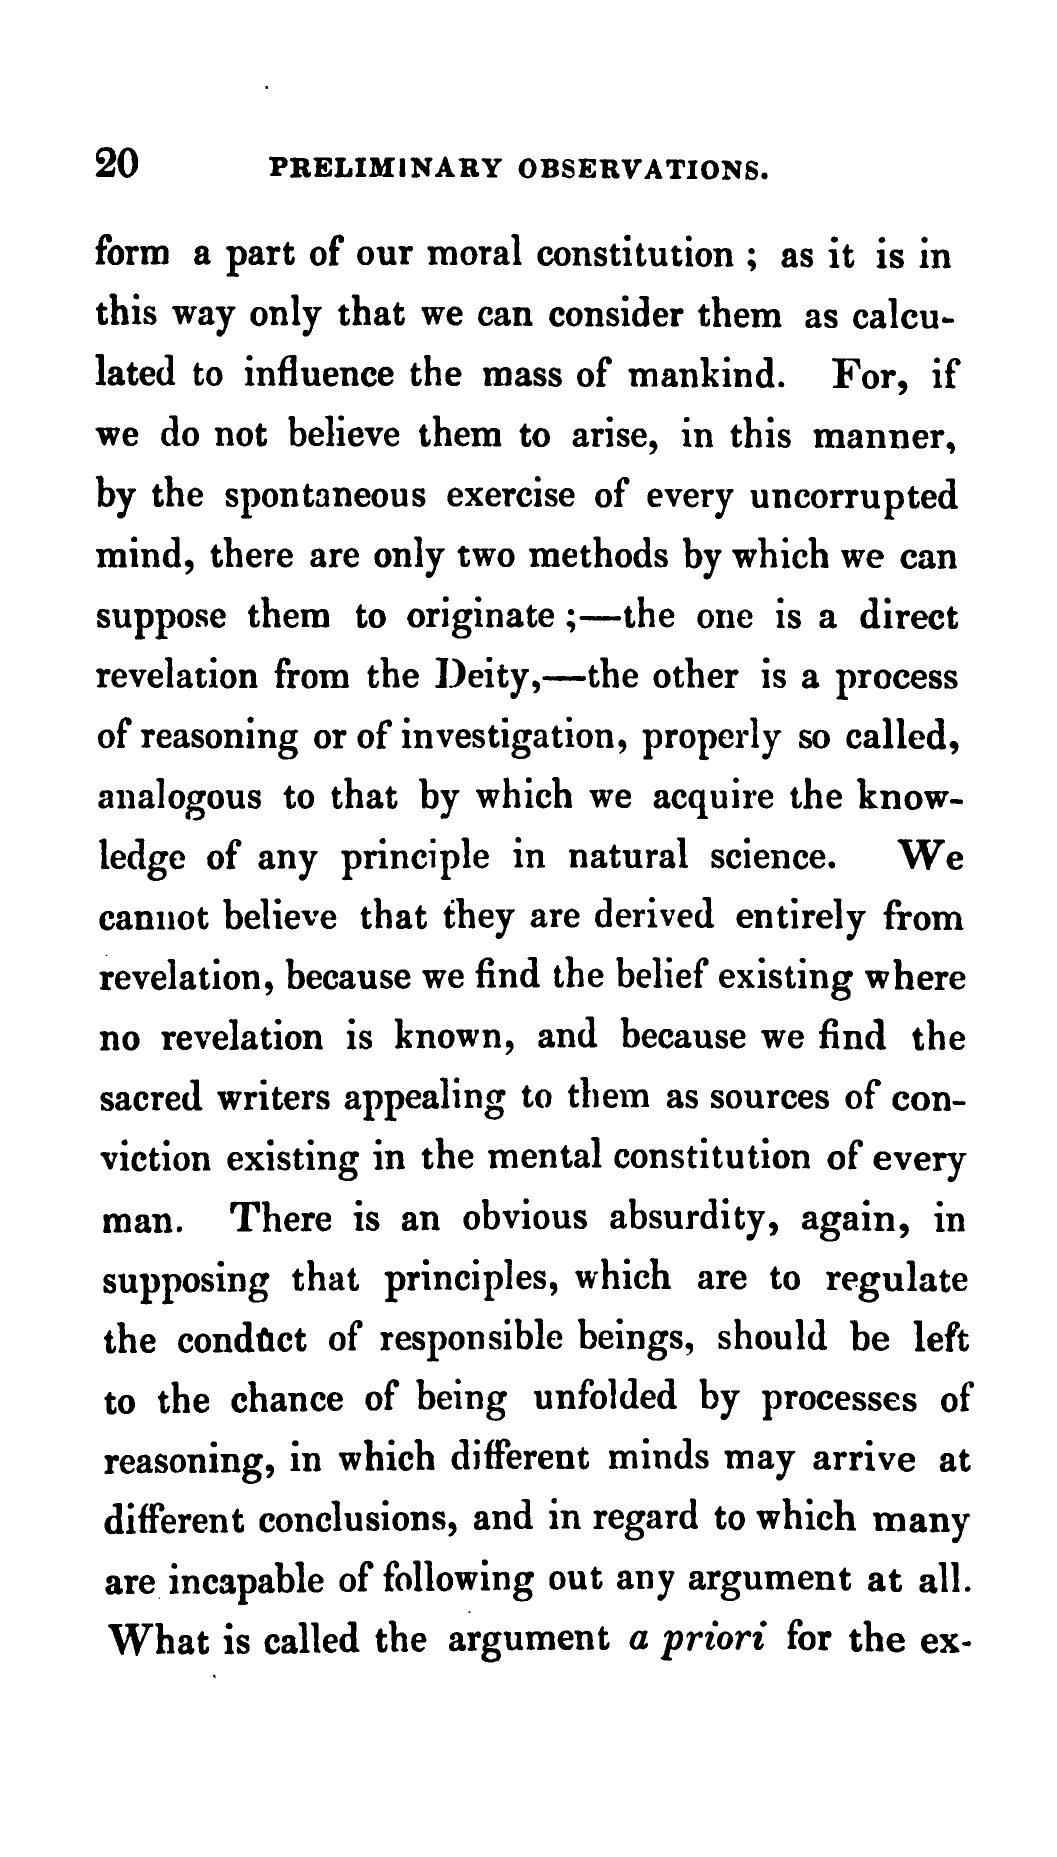 20 PRELIMINARY OBSERVATIONS.
form a part of our moral constitution ; as it is in
this way only that we can consider them as calcu-
lated to influence the mass of mankind. For, if
we do not believe them to arise, in this manner,
by the spontaneous exercise of every uncorrupted
mind, there are only two methods by which we can
suppose them to originate ;—the one is a direct
revelation from the Deity,—the other is a process
of reasoning or of investigation, properly so called,
analogous to that by which we acquire the know-
ledge of any principle in natural science. We
cannot believe that they are derived entirely from
revelation, because we find the belief existing where
no revelation is known, and because we find the
sacred writers appealing to them as sources of con-
viction existing in the mental constitution of every
man. There is an obvious absurdity, again, in
supposing that principles, which are to regulate
the conduct of responsible beings, should be left
to the chance of being unfolded by processes of
reasoning, in which different minds may arrive at
different conclusions, and in regard to which many
are incapable of following out any argument at all.
What is called the argument a priori for the ex-